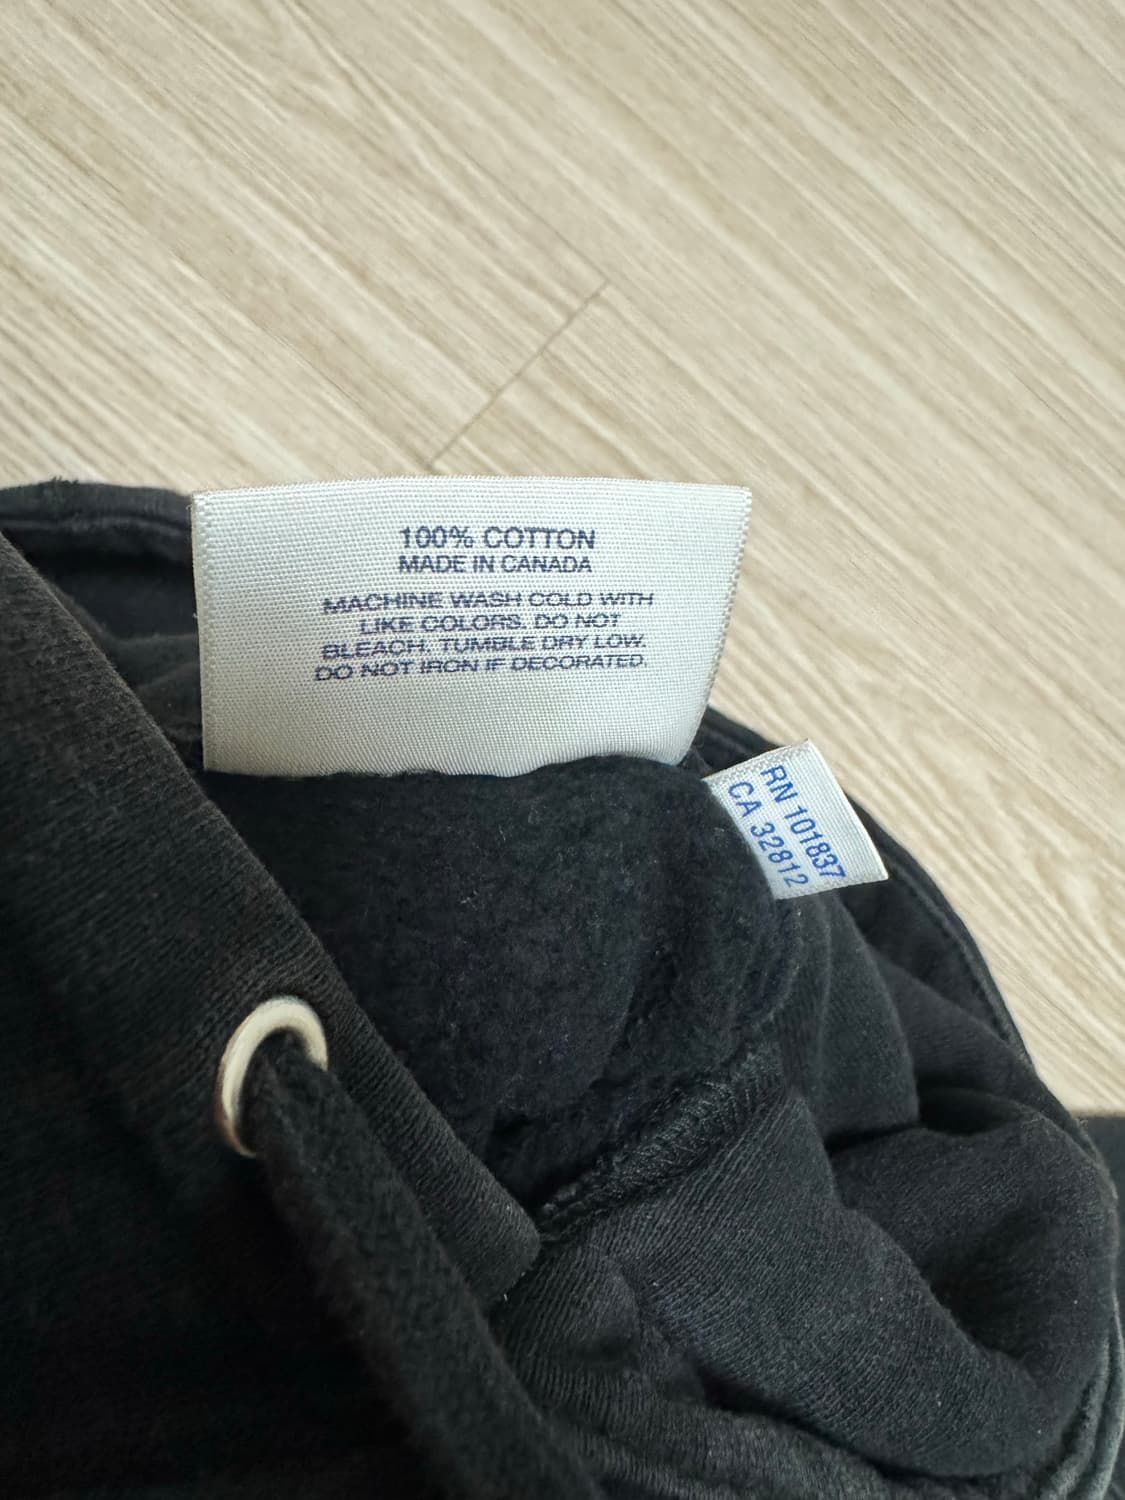 100% COTTON
MADE IN CANADA
MACHINE WASH COLD WITH
LIKE COLORS. DO NOT
BLEACH. TUMBLE DRY LOW.
DO NOT IRON IF DECORATED.
RN 101837
CA 32812